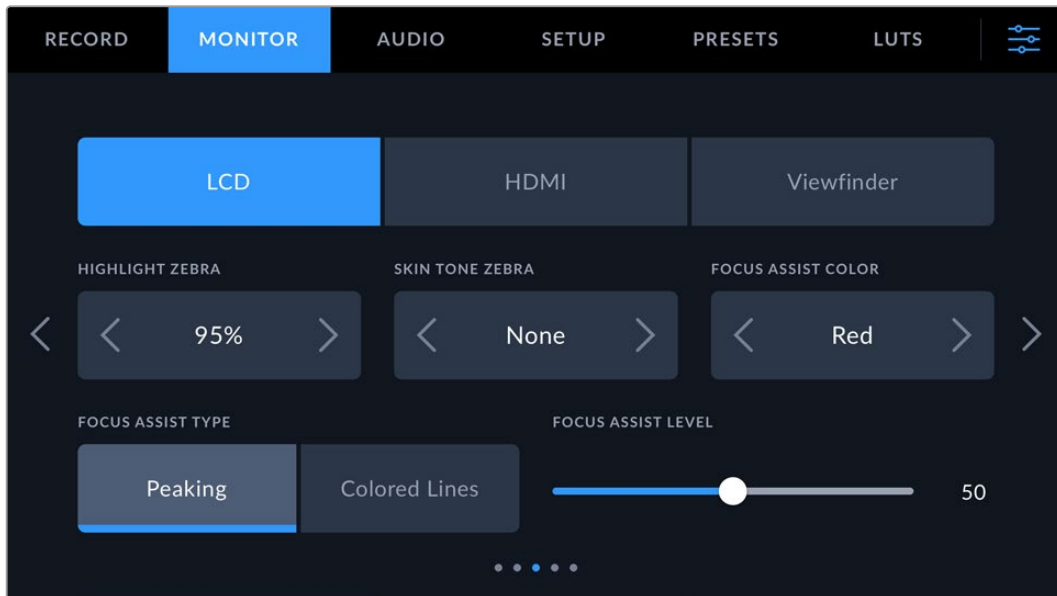 RECORD MONITOR AUDIO SETUP PRESETS LUTS
LCD HDMI Viewfinder
HIGHLIGHT ZEBRA SKIN TONE ZEBRA FOCUS ASSIST COLOR
95% None Red
FOCUS ASSIST TYPE FOCUS ASSIST LEVEL
Peaking Colored Lines 50